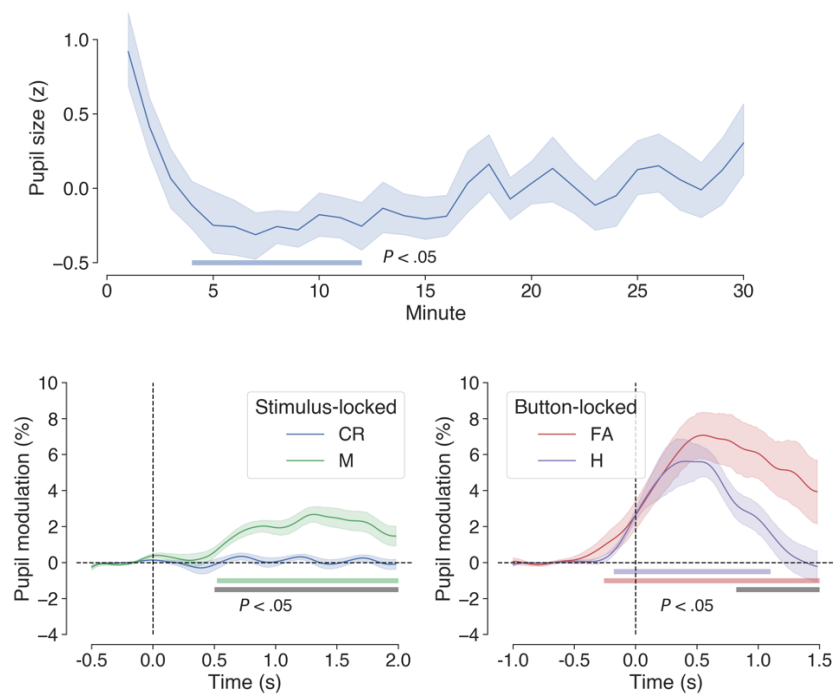 1.0
0.5
0.0
−0.5
Pupil size (z)
P < .05
0 5 10 15 20 25 30
Minute
10
8
6
4
2
0
−2
−4
Pupil modulation (%)
Stimulus-locked
CR
M
P < .05
-0.5 0.0 0.5 1.0 1.5 2.0
Time (s)
10
8
6
4
2
0
−2
−4
Pupil modulation (%)
Button-locked
FA
H
P < .05
-1.0 -0.5 0.0 0.5 1.0 1.5
Time (s)